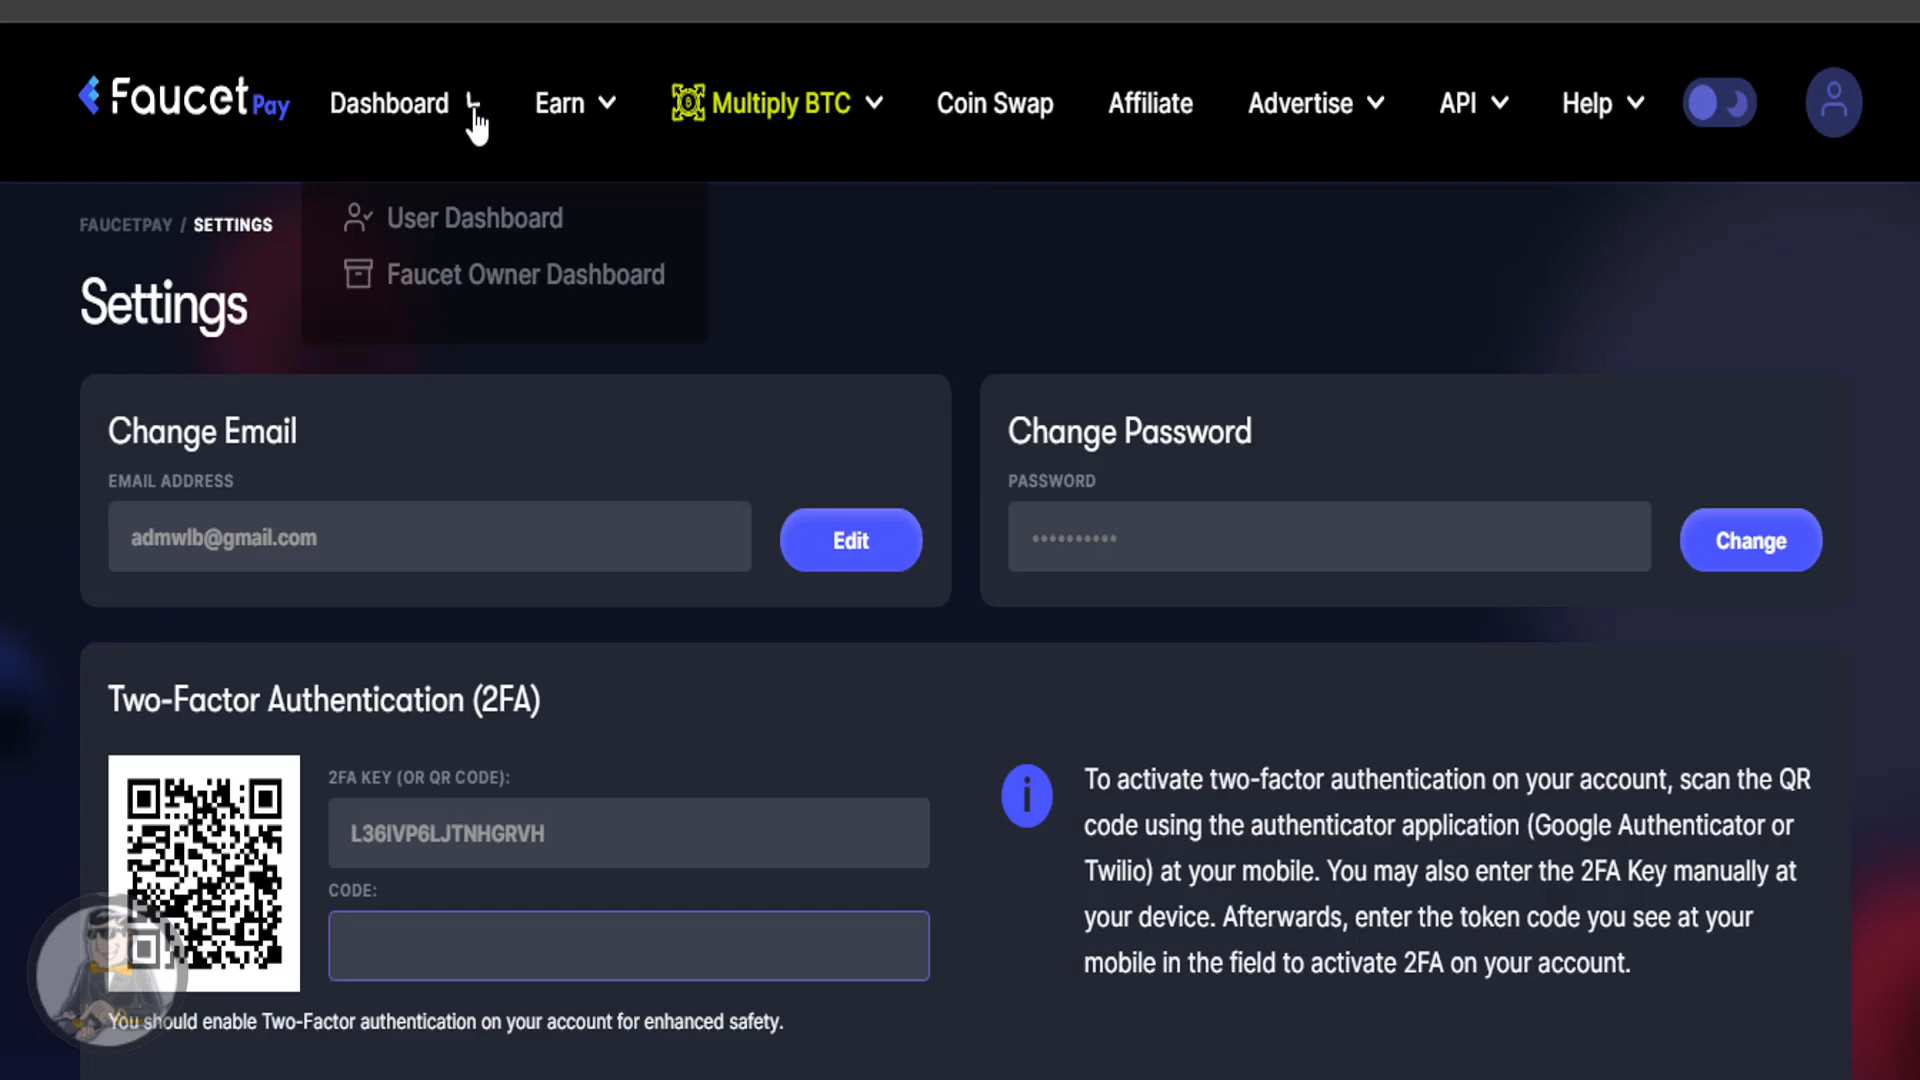 Faucet Pay
Dashboard
Earn
Multiply BTC
Coin Swap
Affiliate
Advertise
API
Help
User Dashboard
Faucet Owner Dashboard
FAUCETPAY / SETTINGS
Settings
Change Email
EMAIL ADDRESS
admwlb@gmail.com
Edit
Change Password
PASSWORD
••••••••••
Change
Two-Factor Authentication (2FA)
2FA KEY (OR QR CODE):
L36IVP6LJTNHGRVH
CODE:
You should enable Two-Factor authentication on your account for enhanced safety.
To activate two-factor authentication on your account, scan the QR
code using the authenticator application (Google Authenticator or
Twilio) at your mobile. You may also enter the 2FA Key manually at
your device. Afterwards, enter the token code you see at your
mobile in the field to activate 2FA on your account.